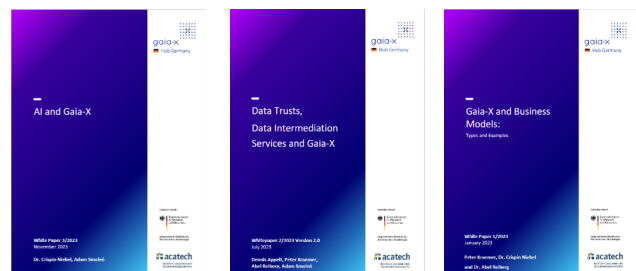 gaia-x
Hub Germany
AI and Gaia-X
White Paper 3/2023
November 2023
Dr. Crispin Niebel, Adam Smoleń
acatech
gaia-x
Hub Germany
Data Trusts,
Data Intermediation
Services and Gaia-X
Whitepaper 2/2023 Version 2.0
July 2023
Dennis Appelt, Peter Kraemer,
Abel Reiberg, Adam Smoleń
acatech
gaia-x
Hub Germany
Gaia-X and Business
Models:
Types and Examples
White Paper 1/2023
January 2023
Peter Kraemer, Dr. Crispin Niebel
and Dr. Abel Reiberg
acatech